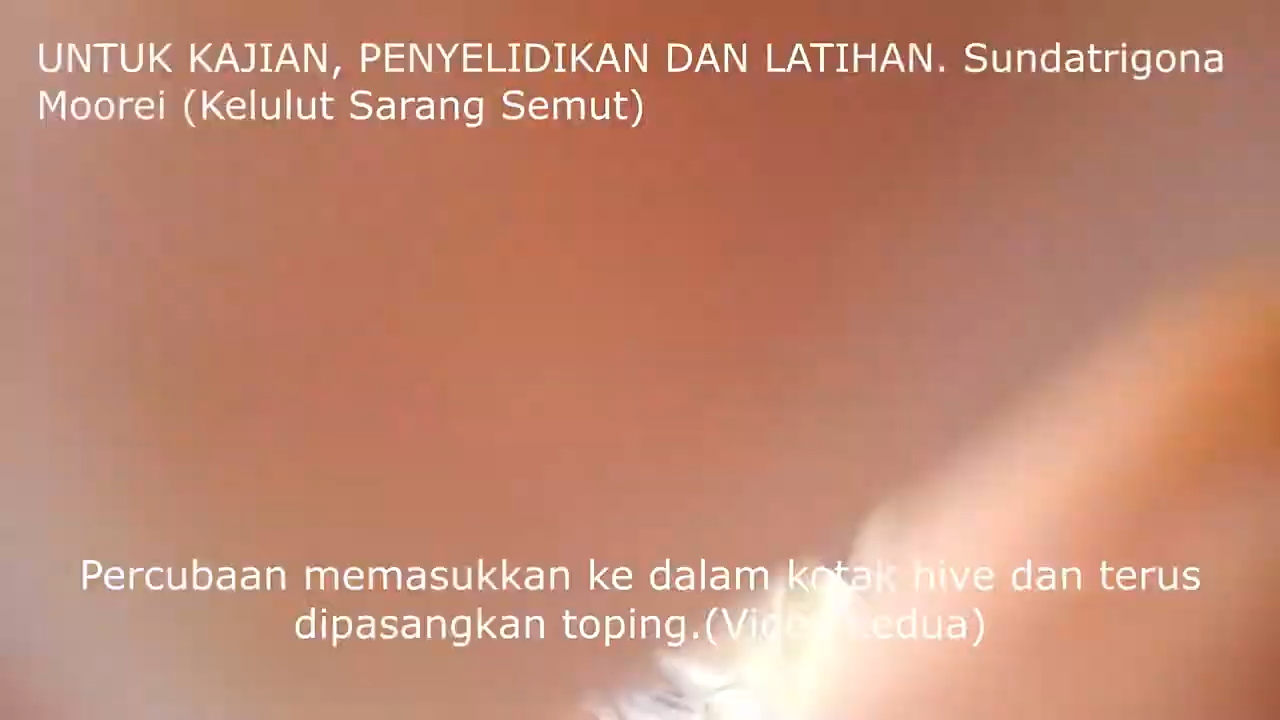 UNTUK KAJIAN, PENYELIDIKAN DAN LATIHAN. Sundatrigona
Moorei (Kelulut Sarang Semut)
Percubaan memasukkan ke dalam kotak hive dan terus
dipasangkan toping.(Video Kedua)